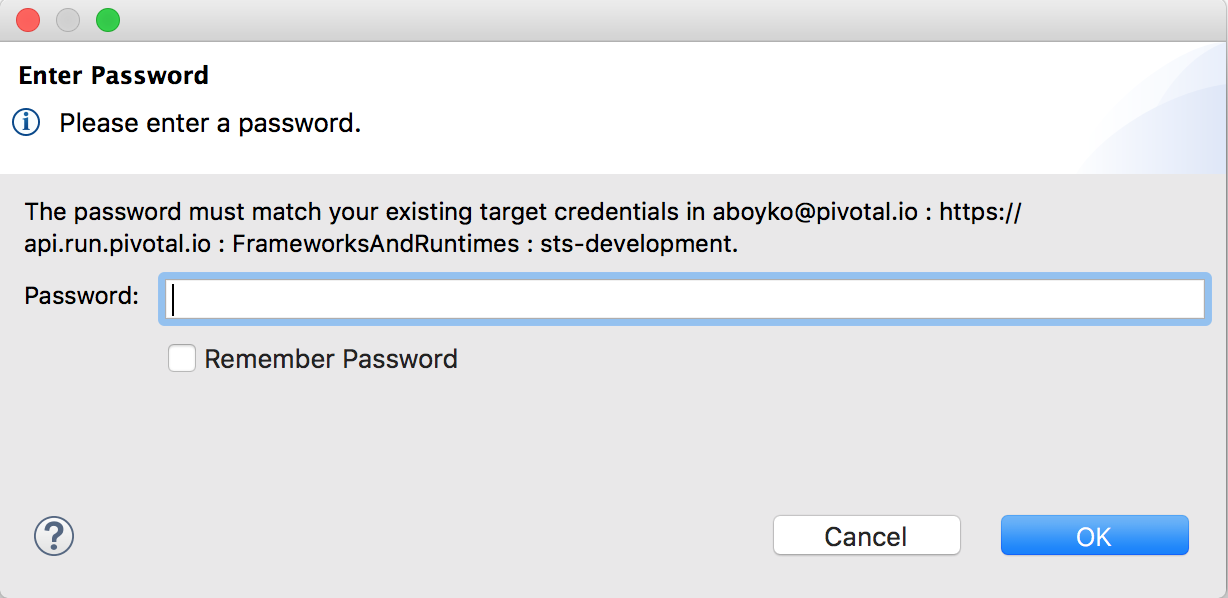 Enter Password
Please enter a password.
The password must match your existing target credentials in aboyko@pivotal.io : https://
api.run.pivotal.io : FrameworksAndRuntimes : sts-development.
Password:
Remember Password
?
Cancel
OK